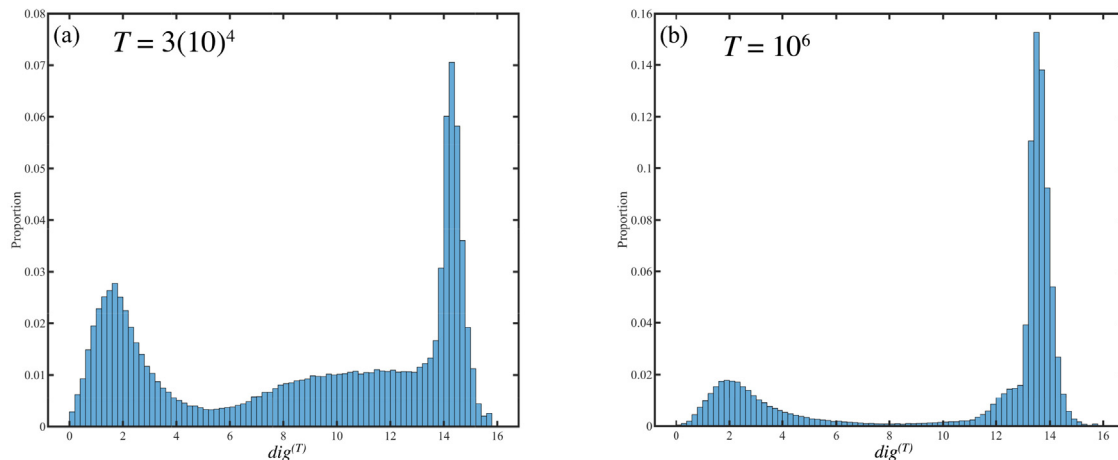 (a)
T = 3(10)⁴
0.08
0.07
0.06
0.05
0.04
0.03
0.02
0.01
0
Proportion
0 2 4 6 8 10 12 14 16
dig(T)
(b)
T = 10⁶
0.16
0.14
0.12
0.1
0.08
0.06
0.04
0.02
0
Proportion
0 2 4 6 8 10 12 14 16
dig(T)